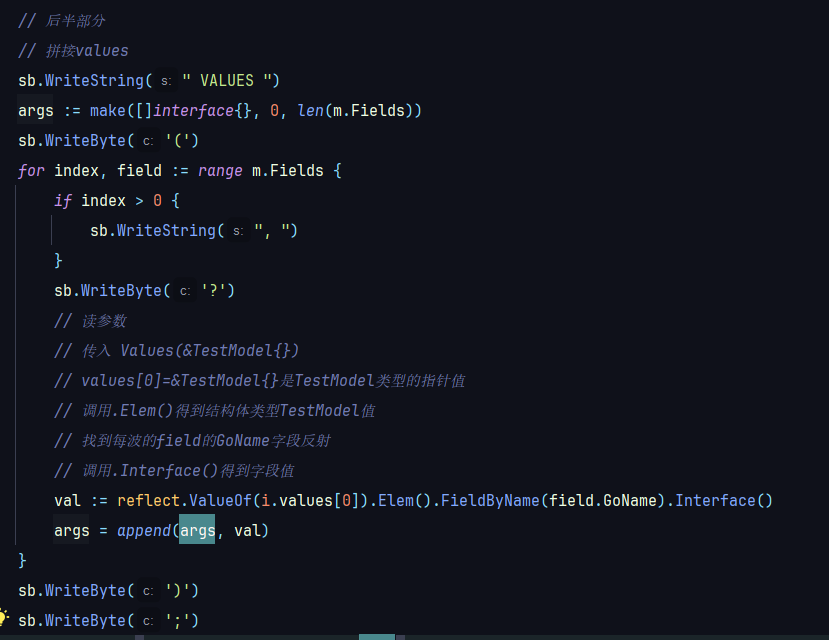 // 后半部分
// 拼接values
sb.WriteString( s: " VALUES ")
args := make([]interface{}, 0, len(m.Fields))
sb.WriteByte( c: '(')
for index, field := range m.Fields {
    if index > 0 {
        sb.WriteString( s: ", ")
    }
    sb.WriteByte( c: '?')
    // 读参数
    // 传入 Values(&TestModel{})
    // values[0]=&TestModel{}是TestModel类型的指针值
    // 调用.Elem()得到结构体类型TestModel值
    // 找到每波的field的GoName字段反射
    // 调用.Interface()得到字段值
    val := reflect.ValueOf(i.values[0]).Elem().FieldByName(field.GoName).Interface()
    args = append(args, val)
}
sb.WriteByte( c: ')')
sb.WriteByte( c: ';')